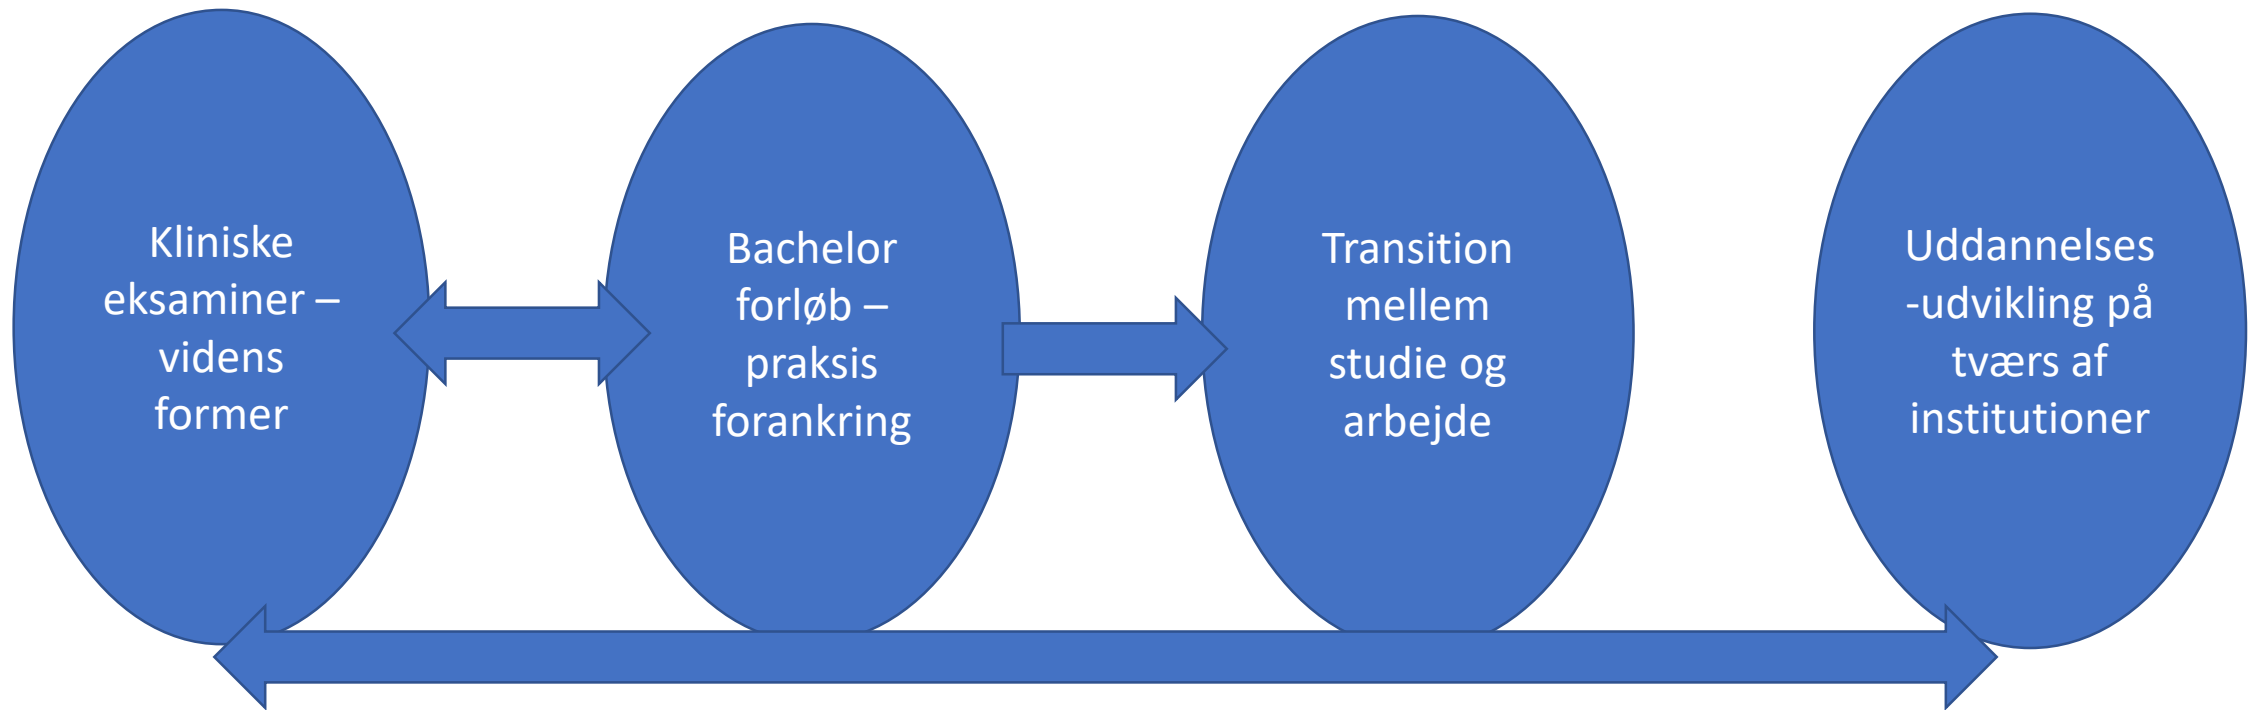 Kliniske
eksaminer –
videns
former
Bachelor
forløb –
praksis
forankring
Transition
mellem
studie og
arbejde
Uddannelses
-udvikling på
tværs af
institutioner